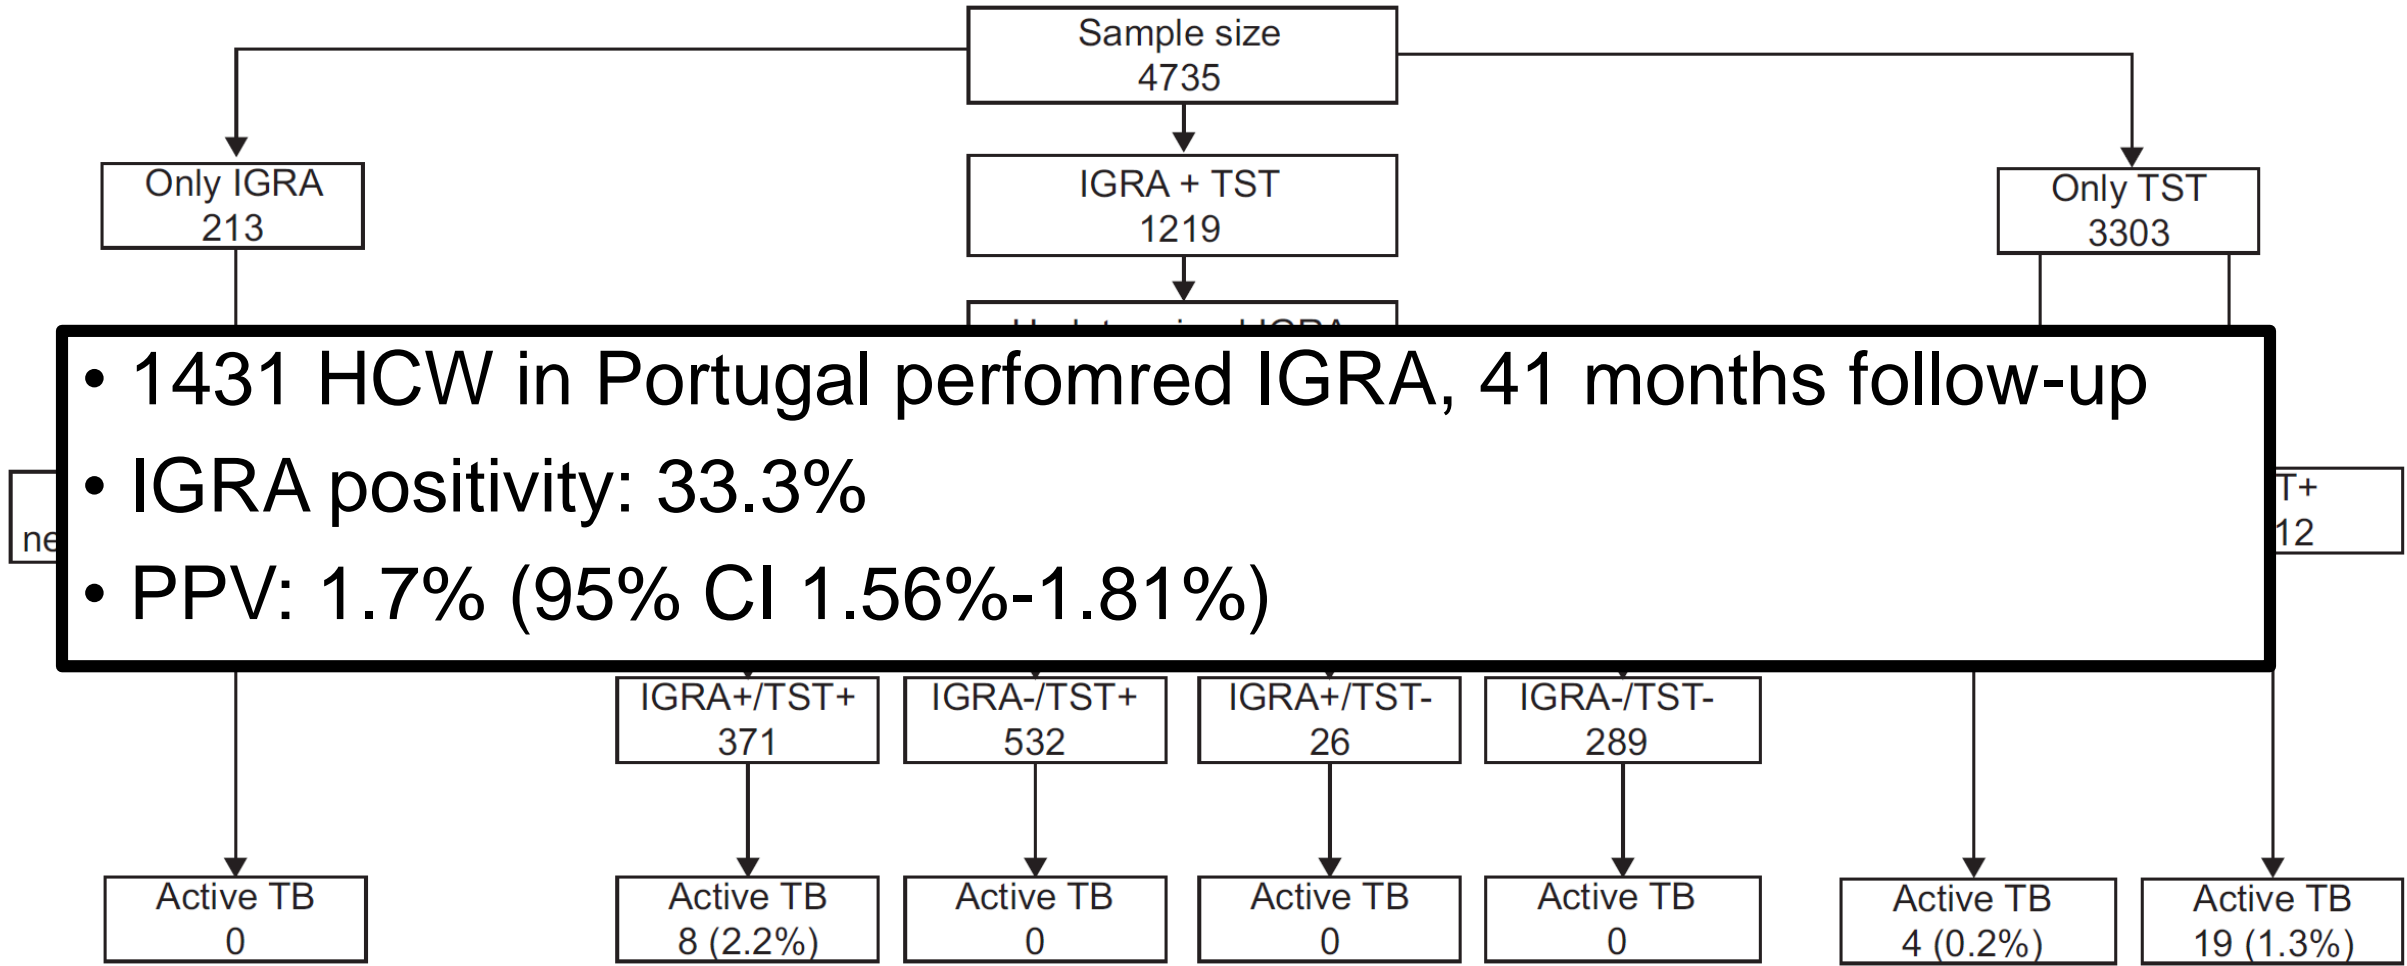 Sample size
4735
Only IGRA
213
IGRA + TST
1219
Only TST
3303
• 1431 HCW in Portugal perfomred IGRA, 41 months follow-up
• IGRA positivity: 33.3%
• PPV: 1.7% (95% CI 1.56%-1.81%)
ne
T+
12
IGRA+/TST+
371
IGRA-/TST+
532
IGRA+/TST-
26
IGRA-/TST-
289
Active TB
0
Active TB
8 (2.2%)
Active TB
0
Active TB
0
Active TB
0
Active TB
4 (0.2%)
Active TB
19 (1.3%)